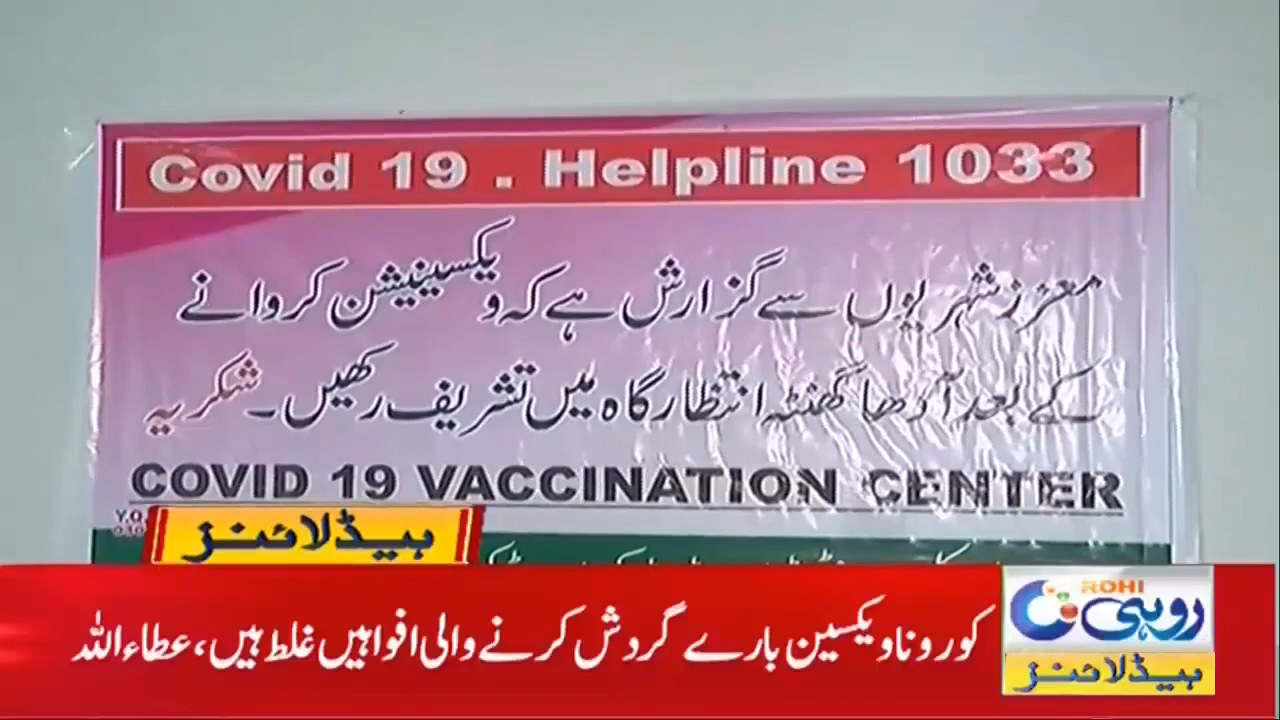 Covid 19 . Helpline 1033
معزز شہریوں سے گزارش ہے کہ ویکسینیشن کروانے
کے بعد آدھا گھنٹہ انتظار گاہ میں تشریف رکھیں۔ شکریہ
COVID 19 VACCINATION CENTER
ہیڈلائنز
ROHI
روہی
کورونا ویکسین بارے گردش کرنے والی افواہیں غلط ہیں، عطاء اللہ
ہیڈلائنز